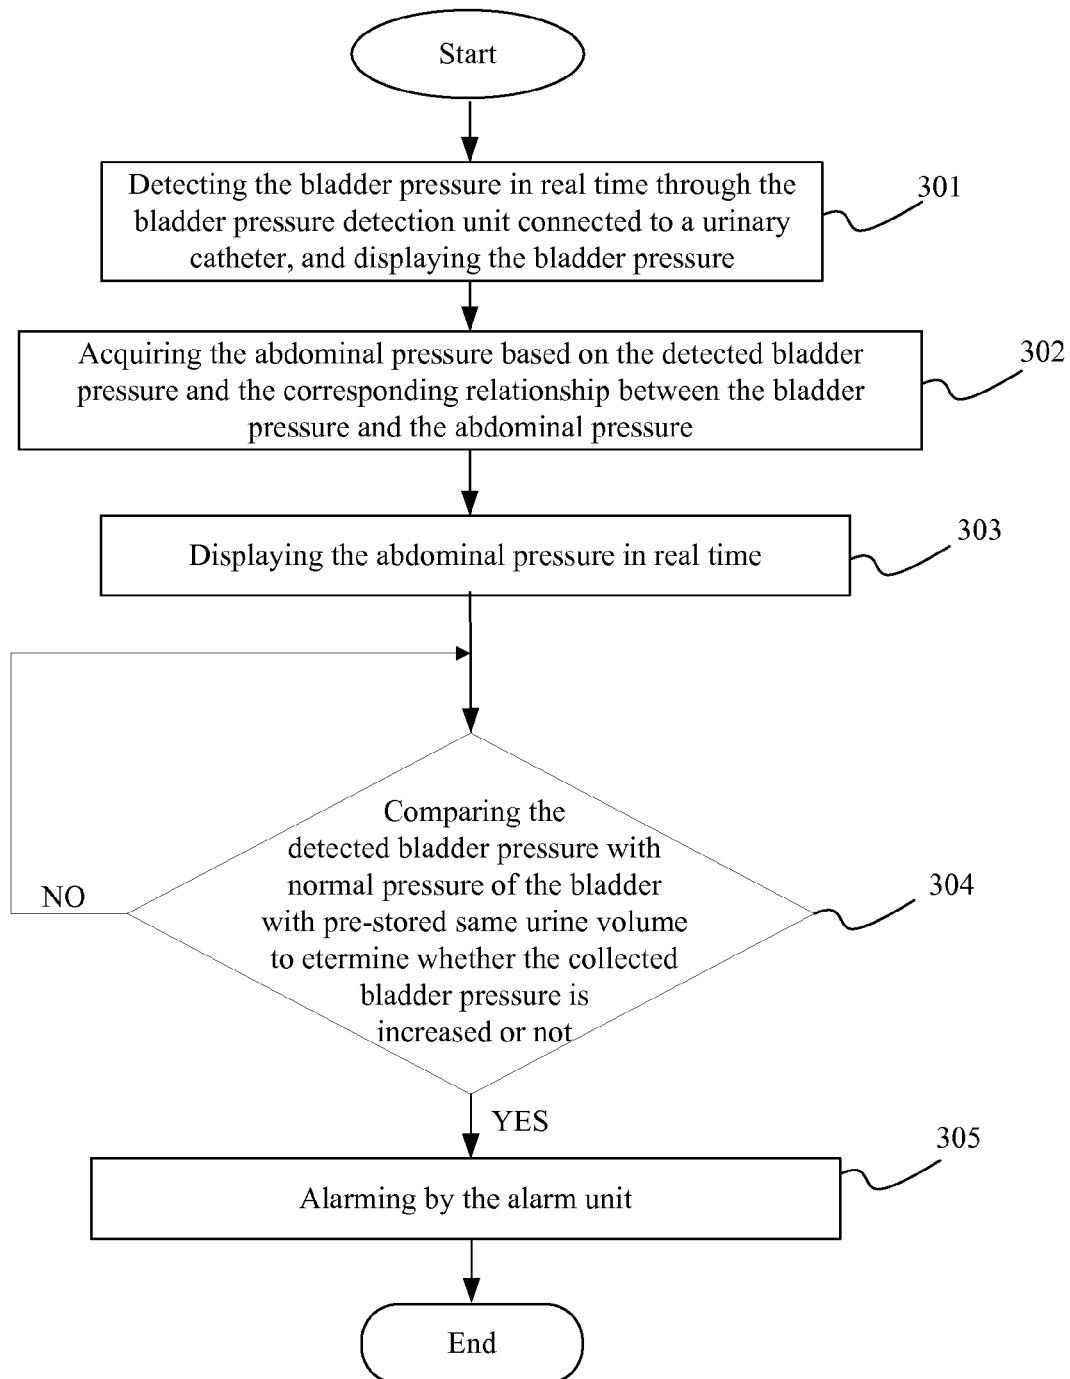 Start
Detecting the bladder pressure in real time through the
bladder pressure detection unit connected to a urinary
catheter, and displaying the bladder pressure
301
Acquiring the abdominal pressure based on the detected bladder
pressure and the corresponding relationship between the bladder
pressure and the abdominal pressure
302
Displaying the abdominal pressure in real time
303
Comparing the
detected bladder pressure with
normal pressure of the bladder
with pre-stored same urine volume
to etermine whether the collected
bladder pressure is
increased or not
304
NO
YES
Alarming by the alarm unit
305
End